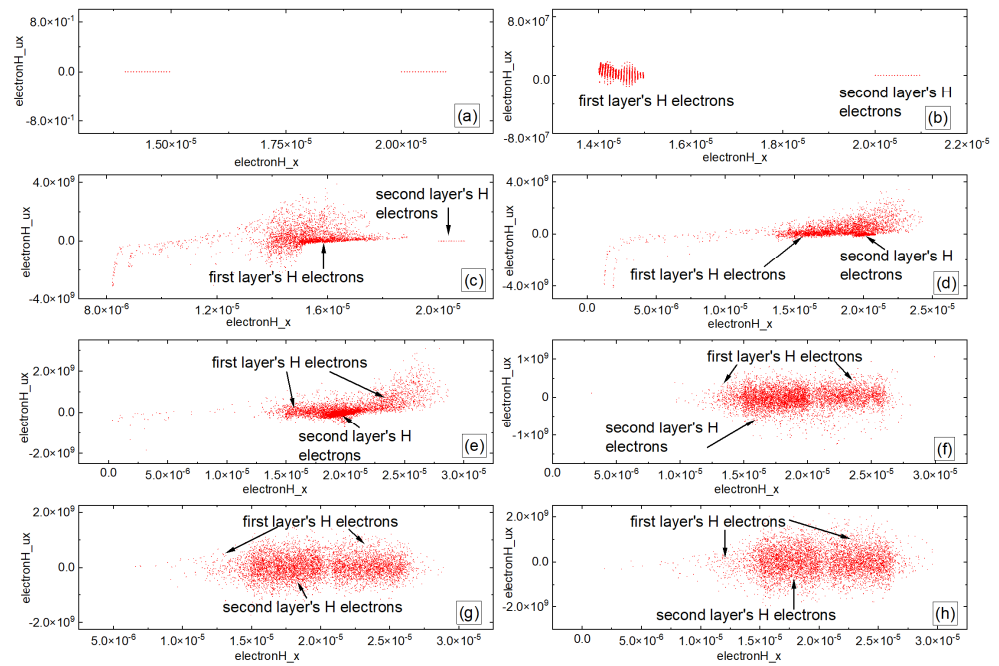 8.0×10⁻¹
0.0
-8.0×10⁻¹
electronH_ux
(a)
1.50×10⁻⁵ 1.75×10⁻⁵ 2.00×10⁻⁵
electronH_x
8.0×10⁷
0.0
-8.0×10⁷
electronH_ux
first layer's H electrons
second layer's H
electrons
(b)
1.4×10⁻⁵ 1.6×10⁻⁵ 1.8×10⁻⁵ 2.0×10⁻⁵ 2.2×10⁻⁵
electronH_x
4.0×10⁹
0.0
-4.0×10⁹
electronH_ux
second layer's H
electrons
first layer's H electrons
(c)
8.0×10⁻⁶ 1.2×10⁻⁵ 1.6×10⁻⁵ 2.0×10⁻⁵
electronH_x
4.0×10⁹
0.0
-4.0×10⁹
electronH_ux
first layer's H electrons
second layer's H
electrons
(d)
0.0 5.0×10⁻⁶ 1.0×10⁻⁵ 1.5×10⁻⁵ 2.0×10⁻⁵ 2.5×10⁻⁵
electronH_x
2.0×10⁹
0.0
-2.0×10⁹
electronH_ux
first layer's H electrons
second layer's H
electrons
(e)
0.0 5.0×10⁻⁶ 1.0×10⁻⁵ 1.5×10⁻⁵ 2.0×10⁻⁵ 2.5×10⁻⁵ 3.0×10⁻⁵
electronH_x
1×10⁹
0
-1×10⁹
electronH_ux
first layer's H electrons
second layer's H
electrons
(f)
0.0 5.0×10⁻⁶ 1.0×10⁻⁵ 1.5×10⁻⁵ 2.0×10⁻⁵ 2.5×10⁻⁵ 3.0×10⁻⁵
electronH_x
2.0×10⁹
0.0
-2.0×10⁹
electronH_ux
first layer's H electrons
second layer's H electrons
(g)
5.0×10⁻⁶ 1.0×10⁻⁵ 1.5×10⁻⁵ 2.0×10⁻⁵ 2.5×10⁻⁵ 3.0×10⁻⁵
electronH_x
2.0×10⁹
0.0
-2.0×10⁹
electronH_ux
first layer's H electrons
second layer's H electrons
(h)
0.0 5.0×10⁻⁶ 1.0×10⁻⁵ 1.5×10⁻⁵ 2.0×10⁻⁵ 2.5×10⁻⁵ 3.0×10⁻⁵
electronH_x